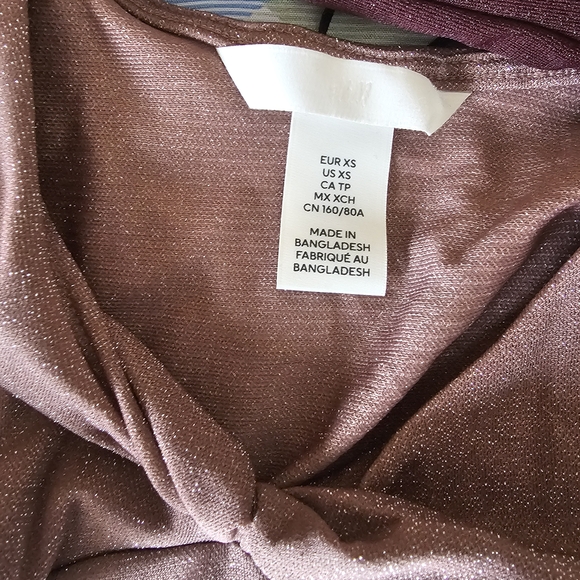 EUR XS
US XS
CA TP
MX XCH
CN 160/80A
MADE IN
BANGLADESH
FABRIQUÉ AU
BANGLADESH